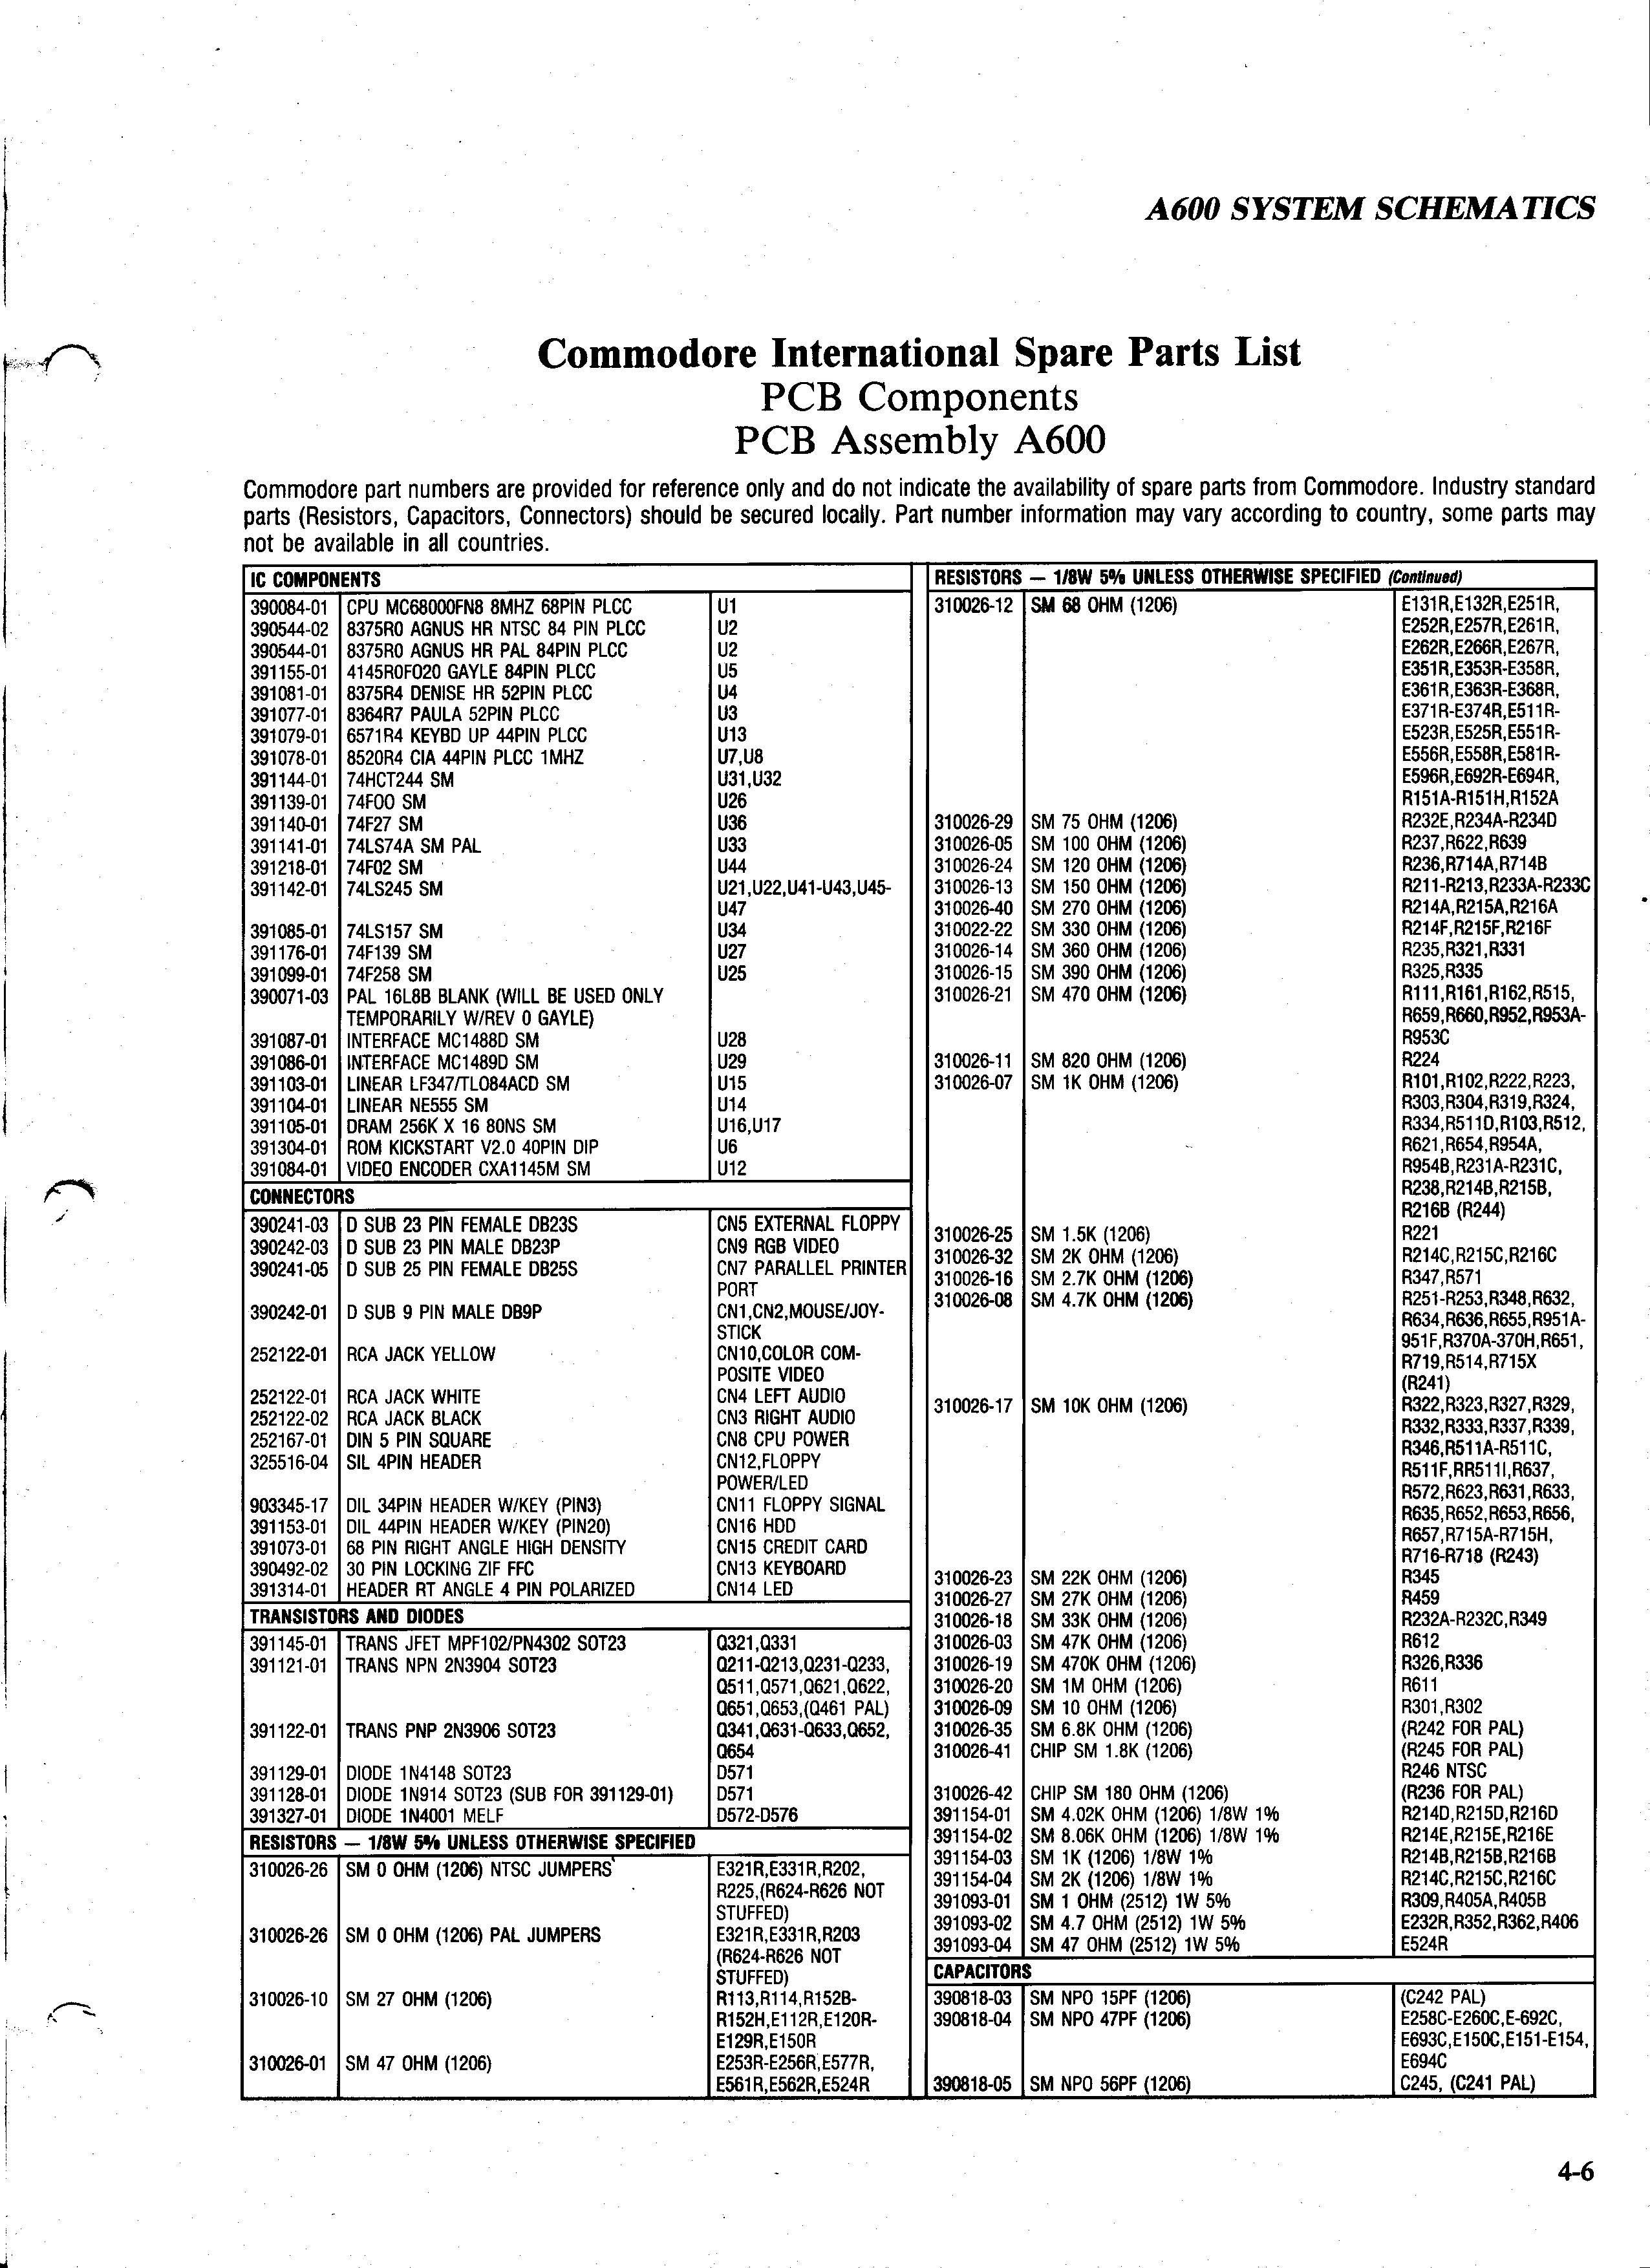 A600 SYSTEM SCHEMATICS
Commodore International Spare Parts List
PCB Components
PCB Assembly A600
Commodore part numbers are provided for reference only and do not indicate the availability of spare parts from Commodore. Industry standard
parts (Resistors, Capacitors, Connectors) should be secured locally. Part number information may vary according to country, some parts may
not be available in all countries.
IC COMPONENTS
390084-01 CPU MC68000FN8 8MHZ 68PIN PLCC U1
390544-02 8375R0 AGNUS HR NTSC 84 PIN PLCC U2
390544-01 8375R0 AGNUS HR PAL 84PIN PLCC U2
391155-01 4145R0F020 GAYLE 84PIN PLCC U5
391081-01 8375R4 DENISE HR 52PIN PLCC U4
391077-01 8364R7 PAULA 52PIN PLCC U3
391079-01 6571R4 KEYBD UP 44PIN PLCC U13
391078-01 8520R4 CIA 44PIN PLCC 1MHZ U7,U8
391144-01 74HCT244 SM U31,U32
391139-01 74F00 SM U26
391140-01 74F27 SM U36
391141-01 74LS74A SM PAL U33
391218-01 74F02 SM U44
391142-01 74LS245 SM U21,U22,U41-U43,U45-
U47
391085-01 74LS157 SM U34
391176-01 74F139 SM U27
391099-01 74F258 SM U25
390071-03 PAL 16L8B BLANK (WILL BE USED ONLY
TEMPORARILY W/REV 0 GAYLE)
391087-01 INTERFACE MC1488D SM U28
391086-01 INTERFACE MC1489D SM U29
391103-01 LINEAR LF347/TLO84ACD SM U15
391104-01 LINEAR NE555 SM U14
391105-01 DRAM 256K X 16 80NS SM U16,U17
391304-01 ROM KICKSTART V2.0 40PIN DIP U6
391084-01 VIDEO ENCODER CXA1145M SM U12
CONNECTORS
390241-03 D SUB 23 PIN FEMALE DB23S CN5 EXTERNAL FLOPPY
390242-03 D SUB 23 PIN MALE DB23P CN9 RGB VIDEO
390241-05 D SUB 25 PIN FEMALE DB25S CN7 PARALLEL PRINTER
PORT
390242-01 D SUB 9 PIN MALE DB9P CN1,CN2,MOUSE/JOY-
STICK
252122-01 RCA JACK YELLOW CN10,COLOR COM-
POSITE VIDEO
252122-01 RCA JACK WHITE CN4 LEFT AUDIO
252122-02 RCA JACK BLACK CN3 RIGHT AUDIO
252167-01 DIN 5 PIN SQUARE CN8 CPU POWER
325516-04 SIL 4PIN HEADER CN12,FLOPPY
POWER/LED
903345-17 DIL 34PIN HEADER W/KEY (PIN3) CN11 FLOPPY SIGNAL
391153-01 DIL 44PIN HEADER W/KEY (PIN20) CN16 HDD
391073-01 68 PIN RIGHT ANGLE HIGH DENSITY CN15 CREDIT CARD
390492-02 30 PIN LOCKING ZIF FFC CN13 KEYBOARD
391314-01 HEADER RT ANGLE 4 PIN POLARIZED CN14 LED
TRANSISTORS AND DIODES
391145-01 TRANS JFET MPF102/PN4302 SOT23 Q321,Q331
391121-01 TRANS NPN 2N3904 SOT23 Q211-Q213,Q231-Q233,
Q511,Q571,Q621,Q622,
Q651,Q653,(Q461 PAL)
391122-01 TRANS PNP 2N3906 SOT23 Q341,Q631-Q633,Q652,
Q654
391129-01 DIODE 1N4148 SOT23 D571
391128-01 DIODE 1N914 SOT23 (SUB FOR 391129-01) D571
391327-01 DIODE 1N4001 MELF D572-D576
RESISTORS — 1/8W 5% UNLESS OTHERWISE SPECIFIED
310026-26 SM 0 OHM (1206) NTSC JUMPERS E321R,E331R,R202,
R225,(R624-R626 NOT
STUFFED)
310026-26 SM 0 OHM (1206) PAL JUMPERS E321R,E331R,R203
(R624-R626 NOT
STUFFED)
310026-10 SM 27 OHM (1206) R113,R114,R152B-
R152H,E112R,E120R-
E129R,E150R
310026-01 SM 47 OHM (1206) E253R-E256R,E577R,
E561R,E562R,E524R
RESISTORS — 1/8W 5% UNLESS OTHERWISE SPECIFIED (Continued)
310026-12 SM 68 OHM (1206) E131R,E132R,E251R,
E252R,E257R,E261R,
E262R,E266R,E267R,
E351R,E353R-E358R,
E361R,E363R-E368R,
E371R-E374R,E511R-
E523R,E525R,E551R-
E556R,E558R,E581R-
E596R,E692R-E694R,
R151A-R151H,R152A
310026-29 SM 75 OHM (1206) R232E,R234A-R234D
310026-05 SM 100 OHM (1206) R237,R622,R639
310026-24 SM 120 OHM (1206) R236,R714A,R714B
310026-13 SM 150 OHM (1206) R211-R213,R233A-R233C
310026-40 SM 270 OHM (1206) R214A,R215A,R216A
310022-22 SM 330 OHM (1206) R214F,R215F,R216F
310026-14 SM 360 OHM (1206) R235,R321,R331
310026-15 SM 390 OHM (1206) R325,R335
310026-21 SM 470 OHM (1206) R111,R161,R162,R515,
R659,R660,R952,R953A-
R953C
310026-11 SM 820 OHM (1206) R224
310026-07 SM 1K OHM (1206) R101,R102,R222,R223,
R303,R304,R319,R324,
R334,R511D,R103,R512,
R621,R654,R954A,
R954B,R231A-R231C,
R238,R214B,R215B,
R216B (R244)
310026-25 SM 1.5K (1206) R221
310026-32 SM 2K OHM (1206) R214C,R215C,R216C
310026-16 SM 2.7K OHM (1206) R347,R571
310026-08 SM 4.7K OHM (1206) R251-R253,R348,R632,
R634,R636,R655,R951A-
951F,R370A-370H,R651,
R719,R514,R715X
(R241)
310026-17 SM 10K OHM (1206) R322,R323,R327,R329,
R332,R333,R337,R339,
R346,R511A-R511C,
R511F,RR511I,R637,
R572,R623,R631,R633,
R635,R652,R653,R656,
R657,R715A-R715H,
R716-R718 (R243)
310026-23 SM 22K OHM (1206) R345
310026-27 SM 27K OHM (1206) R459
310026-18 SM 33K OHM (1206) R232A-R232C,R349
310026-03 SM 47K OHM (1206) R612
310026-19 SM 470K OHM (1206) R326,R336
310026-20 SM 1M OHM (1206) R611
310026-09 SM 10 OHM (1206) R301,R302
310026-35 SM 6.8K OHM (1206) (R242 FOR PAL)
310026-41 CHIP SM 1.8K (1206) (R245 FOR PAL)
R246 NTSC
310026-42 CHIP SM 180 OHM (1206) (R236 FOR PAL)
391154-01 SM 4.02K OHM (1206) 1/8W 1% R214D,R215D,R216D
391154-02 SM 8.06K OHM (1206) 1/8W 1% R214E,R215E,R216E
391154-03 SM 1K (1206) 1/8W 1% R214B,R215B,R216B
391154-04 SM 2K (1206) 1/8W 1% R214C,R215C,R216C
391093-01 SM 1 OHM (2512) 1W 5% R309,R405A,R405B
391093-02 SM 4.7 OHM (2512) 1W 5% E232R,R352,R362,R406
391093-04 SM 47 OHM (2512) 1W 5% E524R
CAPACITORS
390818-03 SM NPO 15PF (1206) (C242 PAL)
390818-04 SM NPO 47PF (1206) E258C-E260C,E-692C,
E693C,E150C,E151-E154,
E694C
390818-05 SM NPO 56PF (1206) C245, (C241 PAL)
4-6